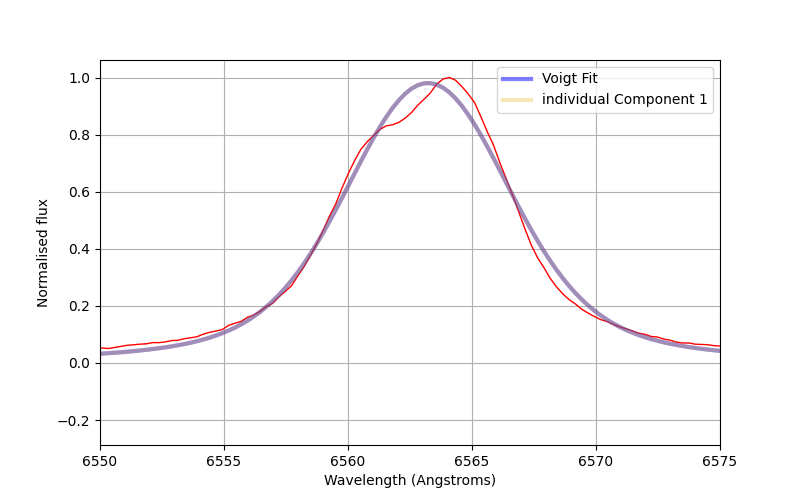 Voigt Fit
individual Component 1
1.0
0.8
0.6
0.4
0.2
0.0
−0.2
Normalised flux
6550 6555 6560 6565 6570 6575
Wavelength (Angstroms)